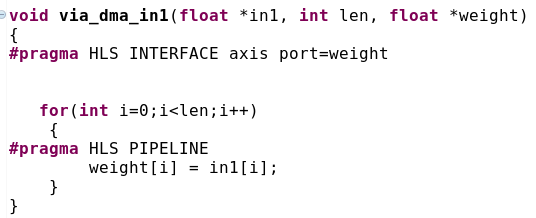 void via_dma_in1(float *in1, int len, float *weight)
{
#pragma HLS INTERFACE axis port=weight
for(int i=0;i<len;i++)
{
#pragma HLS PIPELINE
weight[i] = in1[i];
}
}